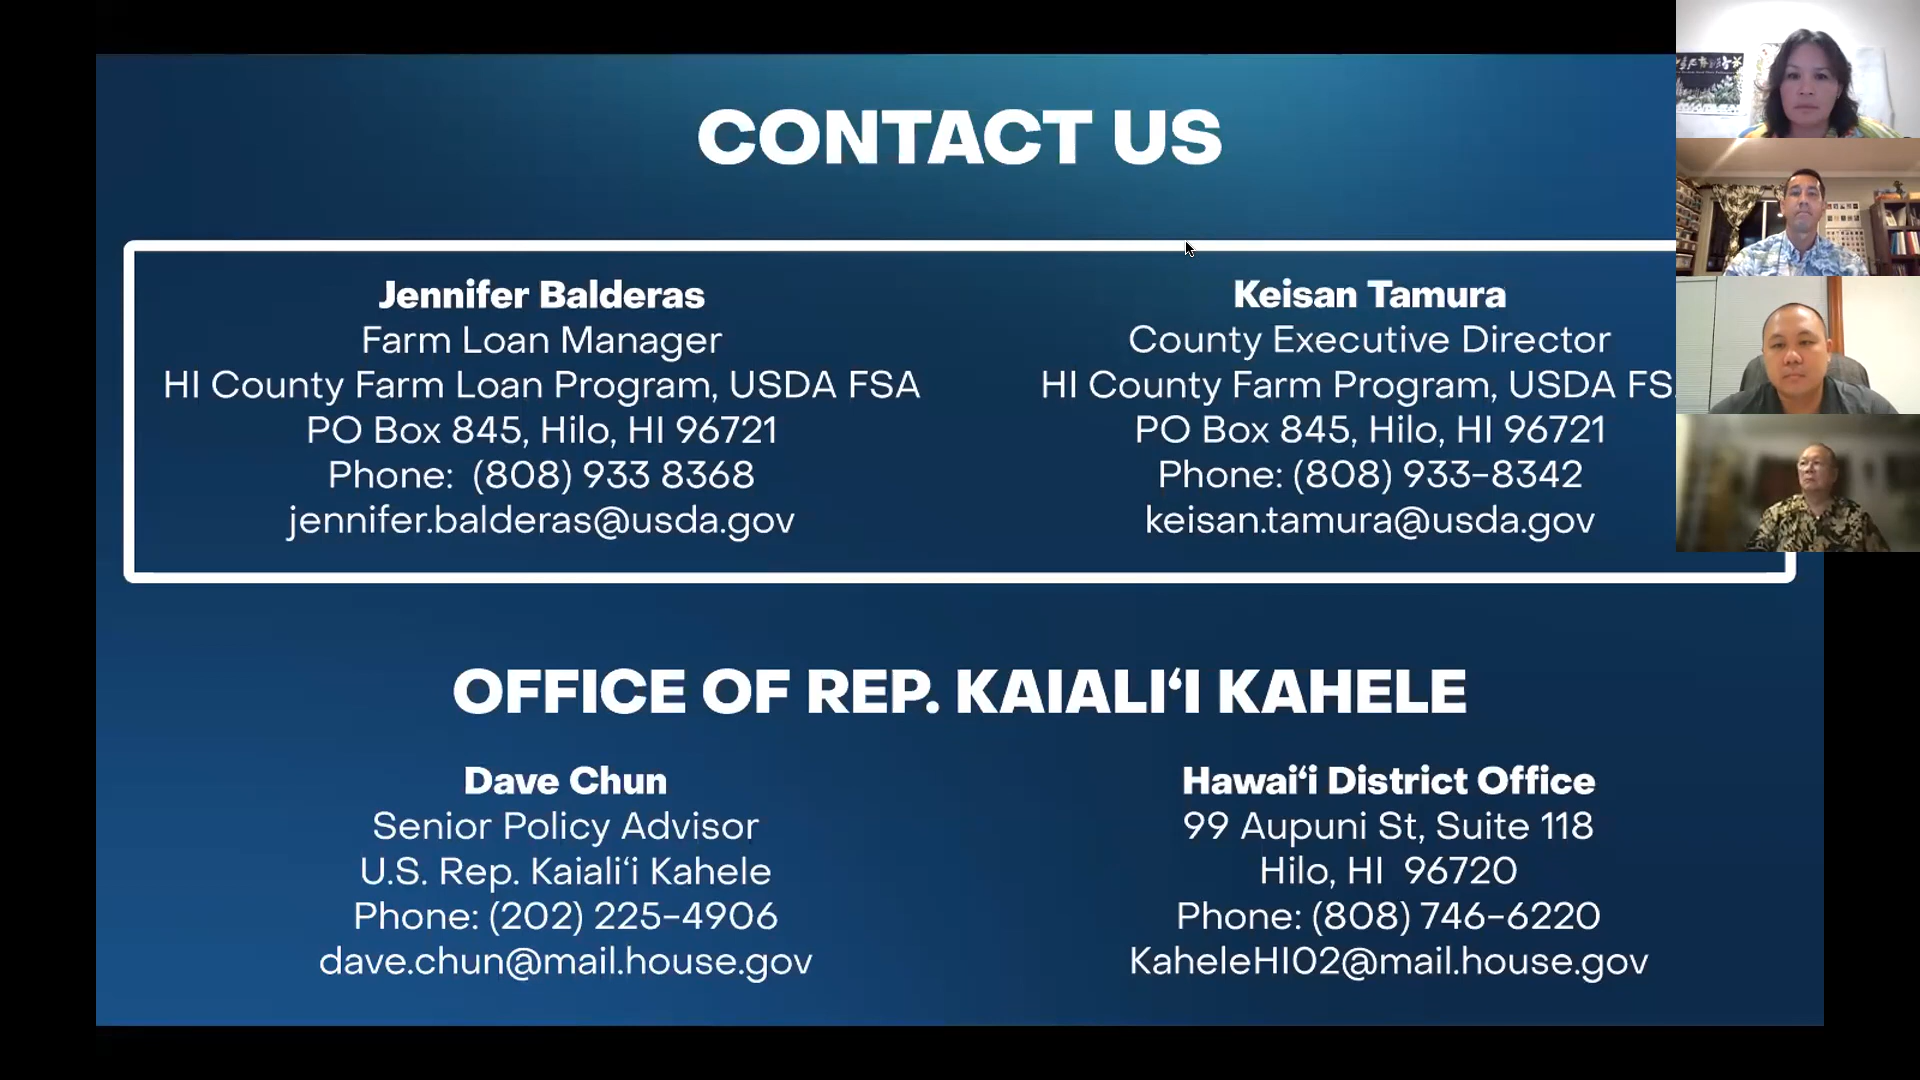 CONTACT US
Jennifer Balderas
Farm Loan Manager
HI County Farm Loan Program, USDA FSA
PO Box 845, Hilo, HI 96721
Phone:  (808) 933 8368
jennifer.balderas@usda.gov
Keisan Tamura
County Executive Director
HI County Farm Program, USDA FS
PO Box 845, Hilo, HI 96721
Phone: (808) 933-8342
keisan.tamura@usda.gov
OFFICE OF REP. KAIALI‘I KAHELE
Dave Chun
Senior Policy Advisor
U.S. Rep. Kaiali‘i Kahele
Phone: (202) 225-4906
dave.chun@mail.house.gov
Hawai‘i District Office
99 Aupuni St, Suite 118
Hilo, HI  96720
Phone: (808) 746-6220
KaheleHI02@mail.house.gov